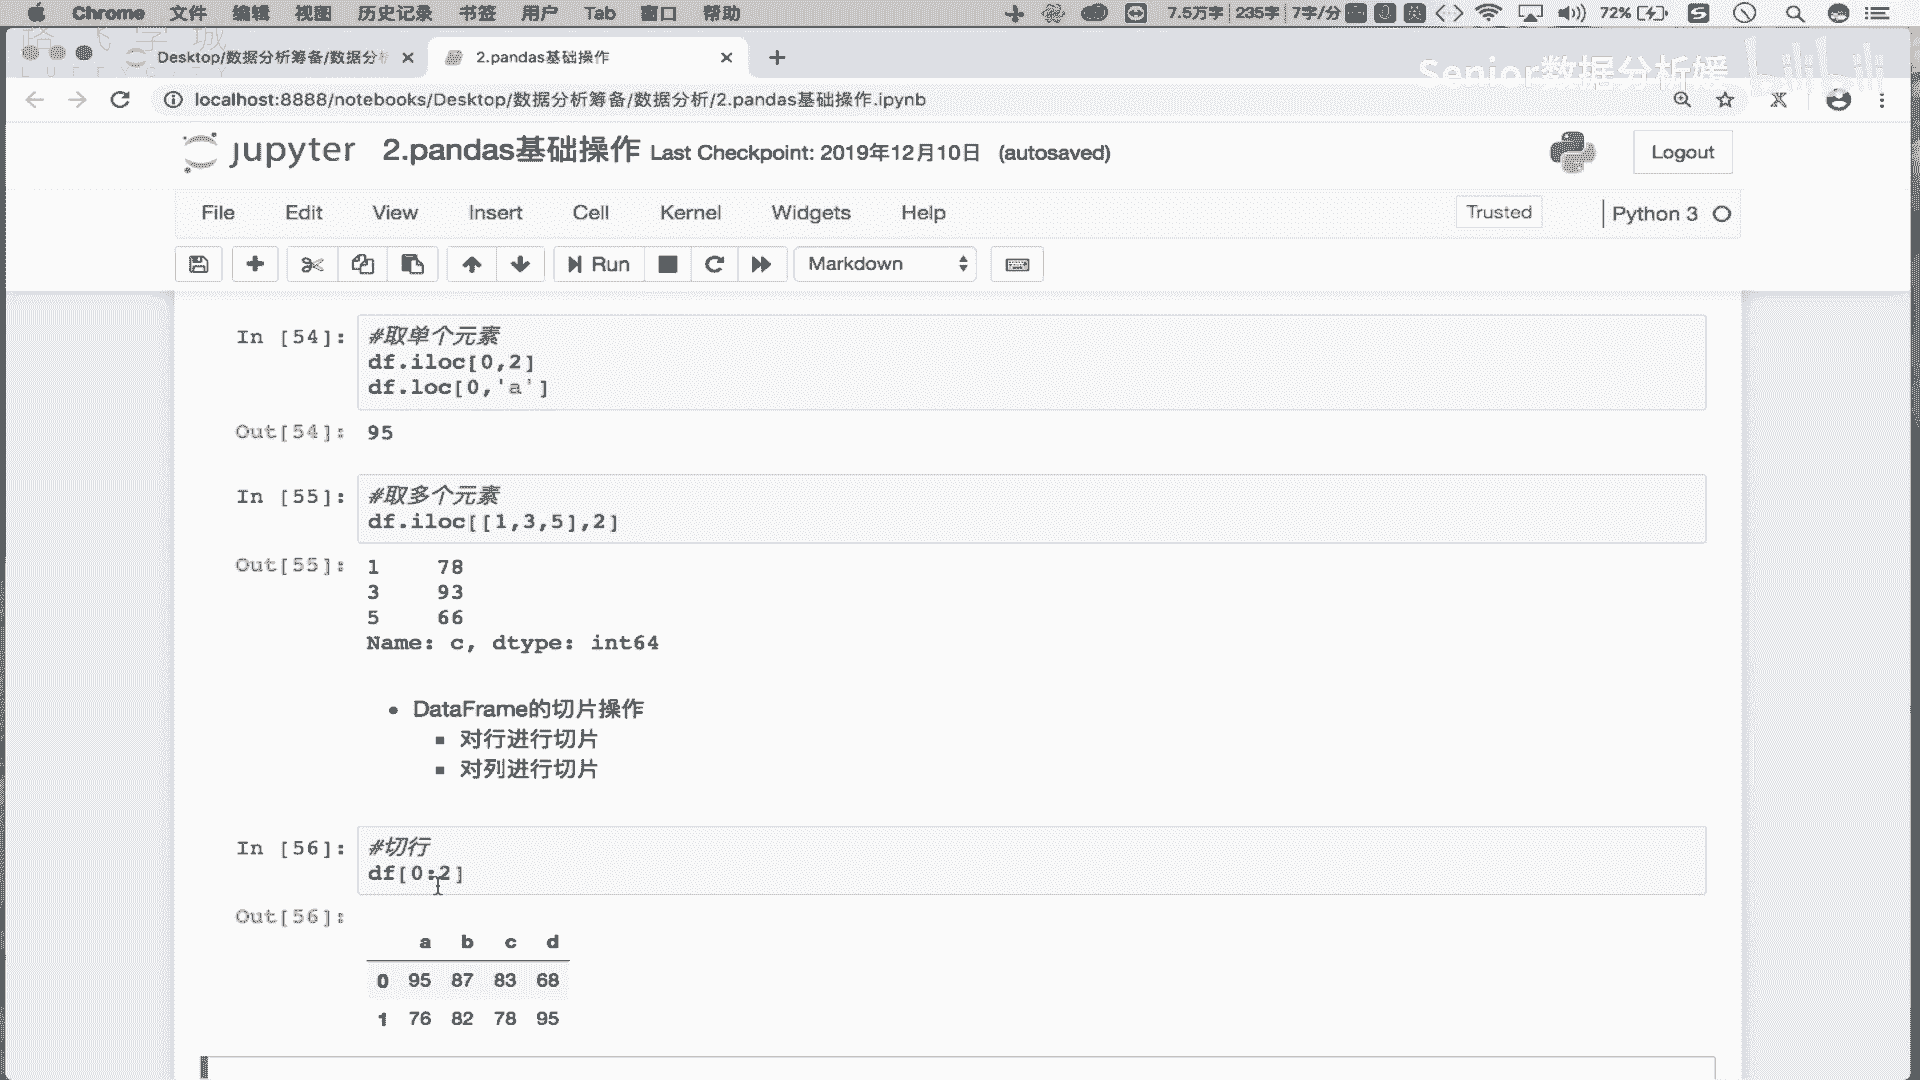 Chrome 文件 编辑 视图 历史记录 书签 用户 Tab 窗口 帮助 7.5万字 235字 7字/分 英 72%
路飞学城
Desktop/数据分析筹备/数据分析
2.pandas基础操作
Senior数据分析媛 bilibili
localhost:8888/notebooks/Desktop/数据分析筹备/数据分析/2.pandas基础操作.ipynb
jupyter 2.pandas基础操作 Last Checkpoint: 2019年12月10日 (autosaved)
Logout
File Edit View Insert Cell Kernel Widgets Help Trusted Python 3
Run Markdown
In [54]: #取单个元素
df.iloc[0,2]
df.loc[0,'a']
Out[54]: 95
In [55]: #取多个元素
df.iloc[[1,3,5],2]
Out[55]: 1 78
3 93
5 66
Name: c, dtype: int64
• DataFrame的切片操作
▪ 对行进行切片
▪ 对列进行切片
In [56]: #切行
df[0:2]
Out[56]:
a b c d
0 95 87 83 68
1 76 82 78 95